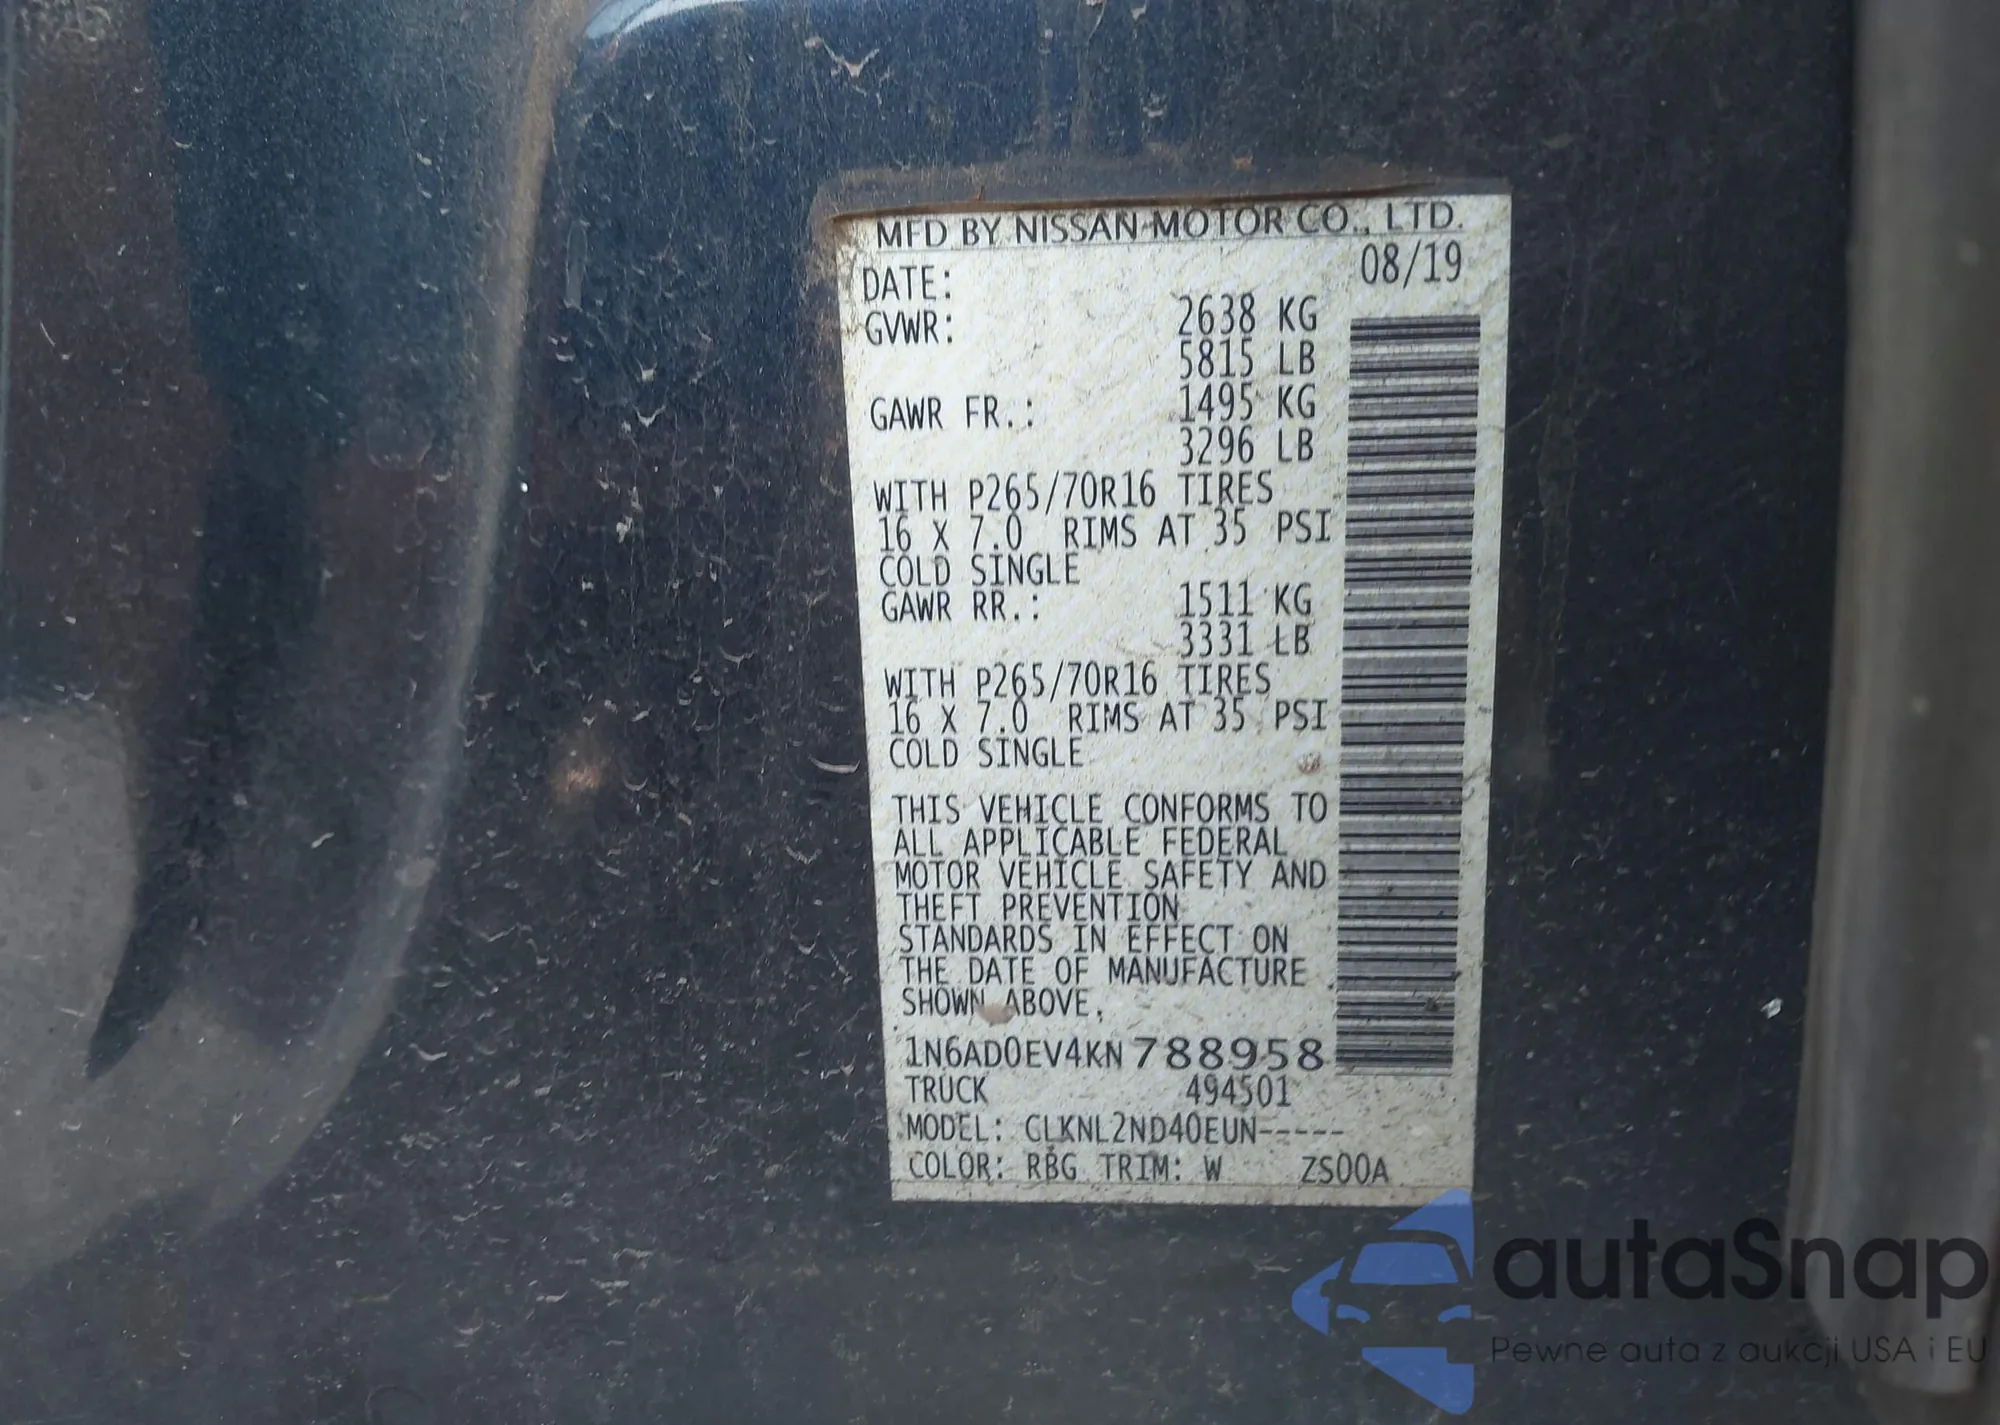 MFD BY NISSAN MOTOR CO., LTD.
DATE: 08/19
GVWR: 2638 KG
5815 LB
GAWR FR.: 1495 KG
3296 LB
WITH P265/70R16 TIRES
16 X 7.0 RIMS AT 35 PSI
COLD SINGLE
GAWR RR.: 1511 KG
3331 LB
WITH P265/70R16 TIRES
16 X 7.0 RIMS AT 35 PSI
COLD SINGLE
THIS VEHICLE CONFORMS TO
ALL APPLICABLE FEDERAL
MOTOR VEHICLE SAFETY AND
THEFT PREVENTION
STANDARDS IN EFFECT ON
THE DATE OF MANUFACTURE
SHOWN ABOVE.
1N6AD0EV4KN788958
TRUCK 494501
MODEL: GLKNL2ND40EUN-----
COLOR: RBG TRIM: W ZS00A
autaSnap
Pewne auta z aukcji USA i EU